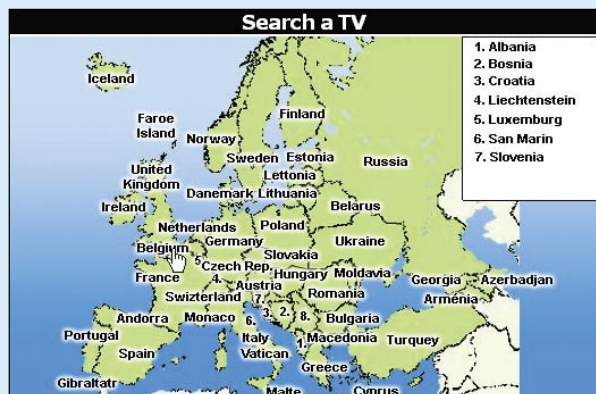 Search a TV
1. Albania
2. Bosnia
3. Croatia
4. Liechtenstein
5. Luxemburg
6. San Marin
7. Slovenia
Iceland
Faroe
Island
Norway
Finland
Sweden
Estonia
Russia
Lettonia
United
Kingdom
Danemark
Lithuania
Ireland
Belarus
Netherlands
Poland
Belgium
Germany
Ukraine
5.
Czech Rep.
Slovakia
France
4.
Austria
Hungary
Moldavia
Georgia
Azerbadjan
Swizterland
7.
Romania
Arménia
Andorra
Monaco
6.
3.
2.
8.
Bulgaria
Portugal
Spain
Italy
Vatican
1.
Macedonia
Turquey
Greece
Gibraltatr
Malte
Cyprus